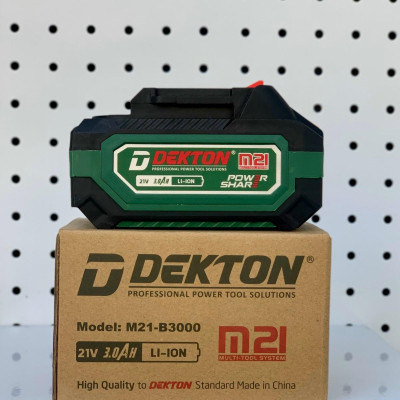 D DEKTON M21
PROFESSIONAL POWER TOOL SOLUTIONS
21V 3.0AH LI-ION POWER SHARE
D DEKTON®
PROFESSIONAL POWER TOOL SOLUTIONS
Model: M21-B3000
21V 3.0AH LI-ION
M21
MULTI-TOOL SYSTEM
High Quality to DEKTON Standard Made in China